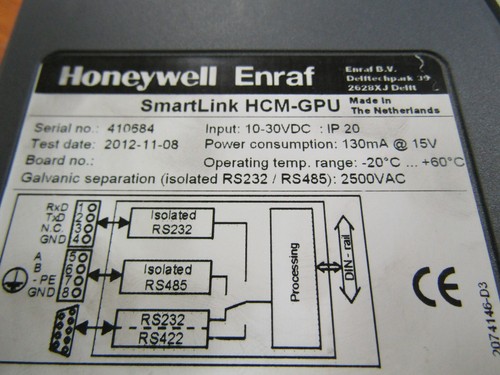 Honeywell Enraf
Enraf B.V.
Delftechpark 39
2628XJ Delft
SmartLink HCM-GPU
Made in
The Netherlands
Serial no.: 410684
Input: 10-30VDC : IP 20
Test date: 2012-11-08
Power consumption: 130mA @ 15V
Board no.:
Operating temp. range: -20°C ... +60°C
Galvanic separation (isolated RS232 / RS485): 2500VAC
RxD 1
TxD 2
N.C. 3
GND 4
Isolated
RS232
A 5
B 6
- PE 7
GND 8
Isolated
RS485
RS232
RS422
Processing
DIN - rail
CE
2074146-D3